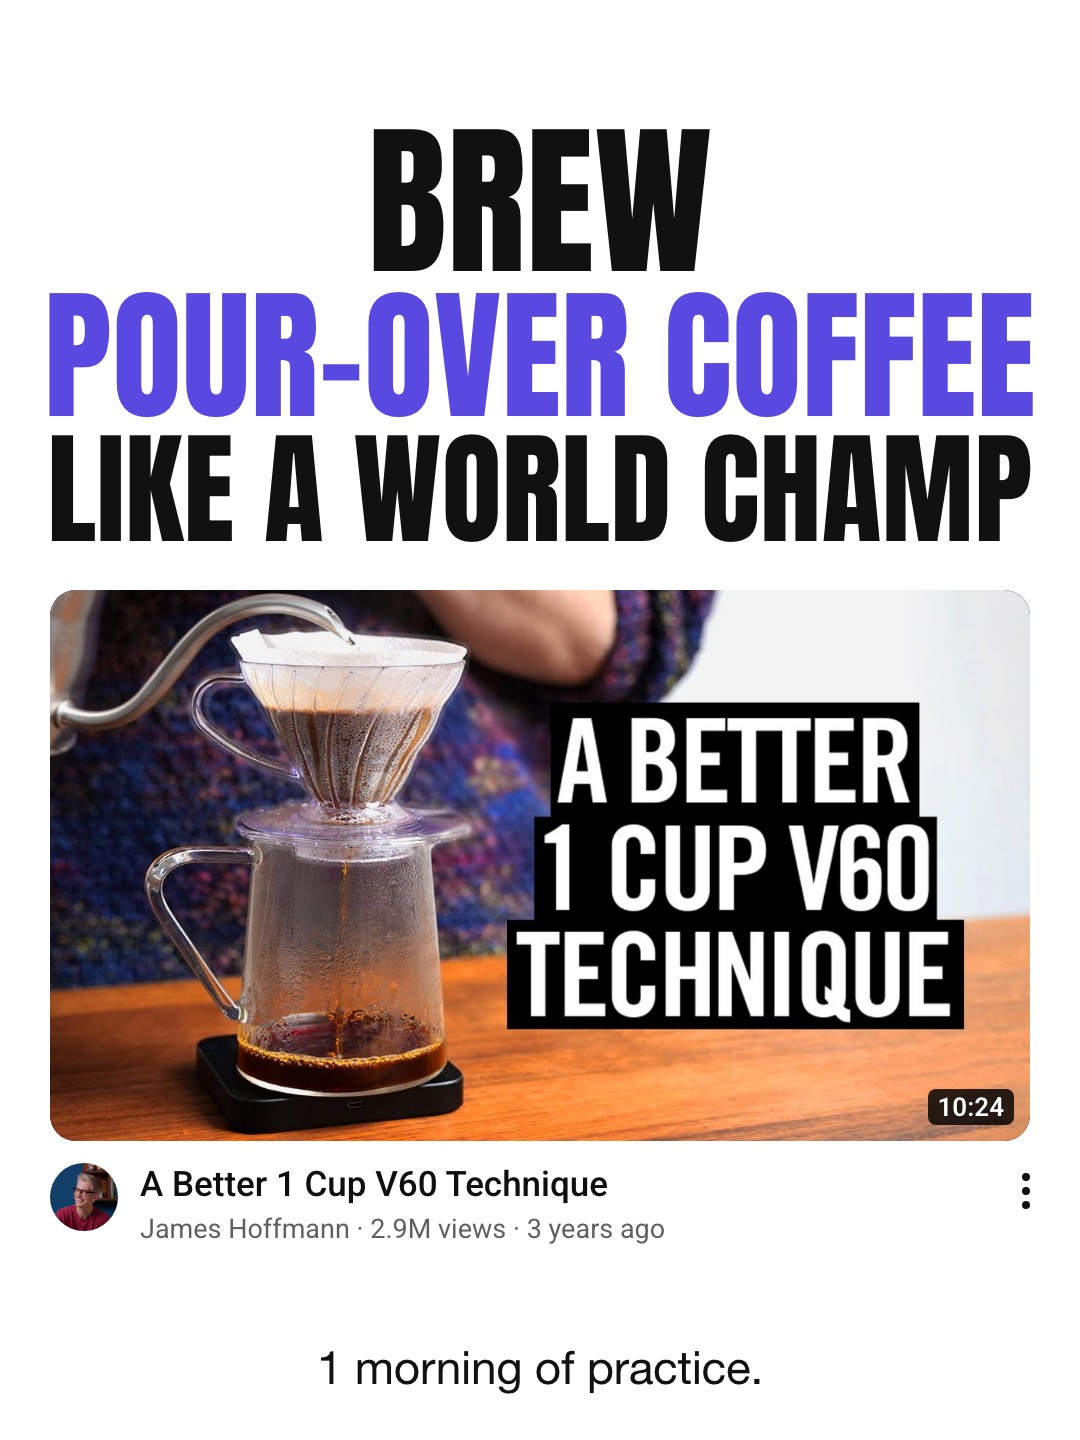 BREW
POUR-OVER COFFEE
LIKE A WORLD CHAMP
A BETTER
1 CUP V60
TECHNIQUE
10:24
A Better 1 Cup V60 Technique
James Hoffmann · 2.9M views · 3 years ago
1 morning of practice.